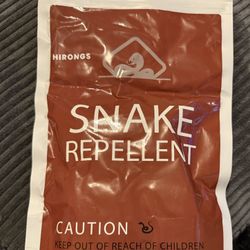 HIRONGS
SNAKE
REPELLENT
CAUTION
KEEP OUT OF REACH OF CHILDREN